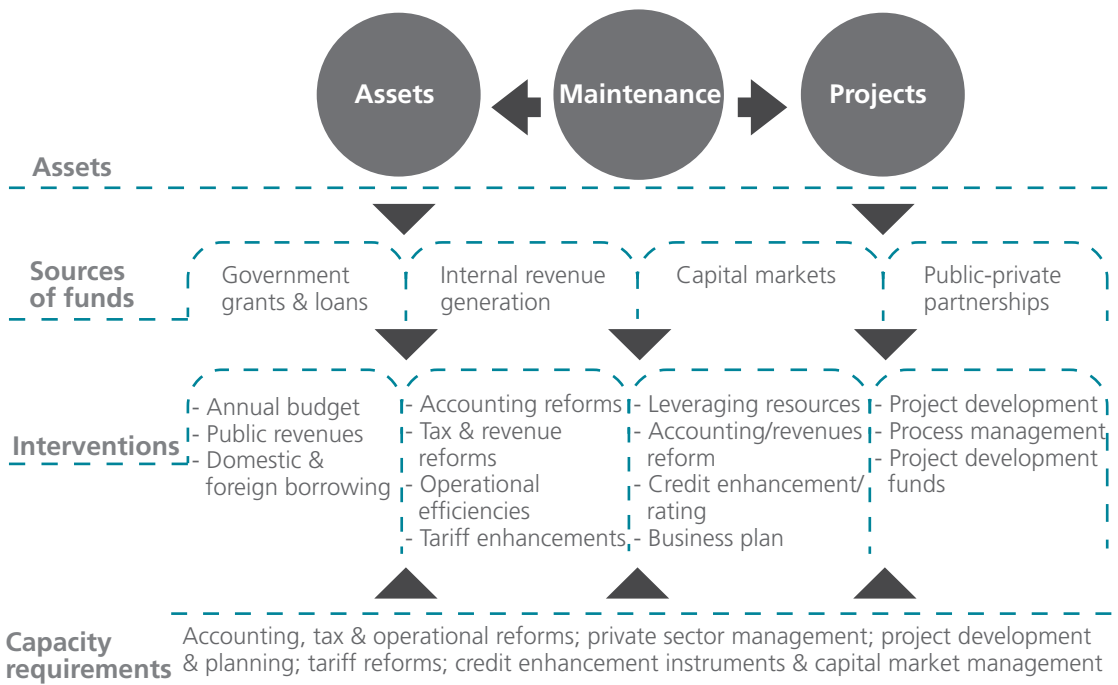 Assets
Maintenance
Projects
Assets
Sources
of funds
Government
grants & loans
Internal revenue
generation
Capital markets
Public-private
partnerships
Interventions
- Annual budget
- Public revenues
- Domestic &
foreign borrowing
- Accounting reforms
- Tax & revenue
reforms
- Operational
efficiencies
- Tariff enhancements
- Leveraging resources
- Accounting/revenues
reform
- Credit enhancement/
rating
- Business plan
- Project development
- Process management
- Project development
funds
Capacity
requirements
Accounting, tax & operational reforms; private sector management; project development
& planning; tariff reforms; credit enhancement instruments & capital market management